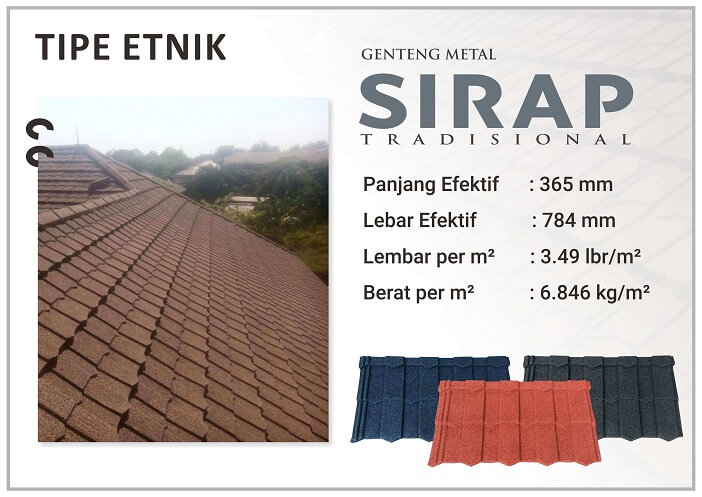 TIPE ETNIK
GENTENG METAL
SIRAP
TRADISIONAL
Panjang Efektif : 365 mm
Lebar Efektif : 784 mm
Lembar per m² : 3.49 lbr/m²
Berat per m² : 6.846 kg/m²